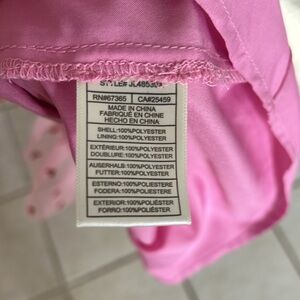 RN#67365 CA#25459
MADE IN CHINA
FABRIQUÉ EN CHINE
HECHO EN CHINA
SHELL:100%POLYESTER
LINING:100%POLYESTER
EXTÉRIEUR:100%POLYESTER
DOUBLURE:100%POLYESTER
AUSERHALB:100%POLYESTER
FUTTER:100%POLYESTER
ESTERNO:100%POLIESTERE
FODERA:100%POLIESTERE
EXTERIOR:100%POLIÉSTER
FORRO:100%POLIÉSTER